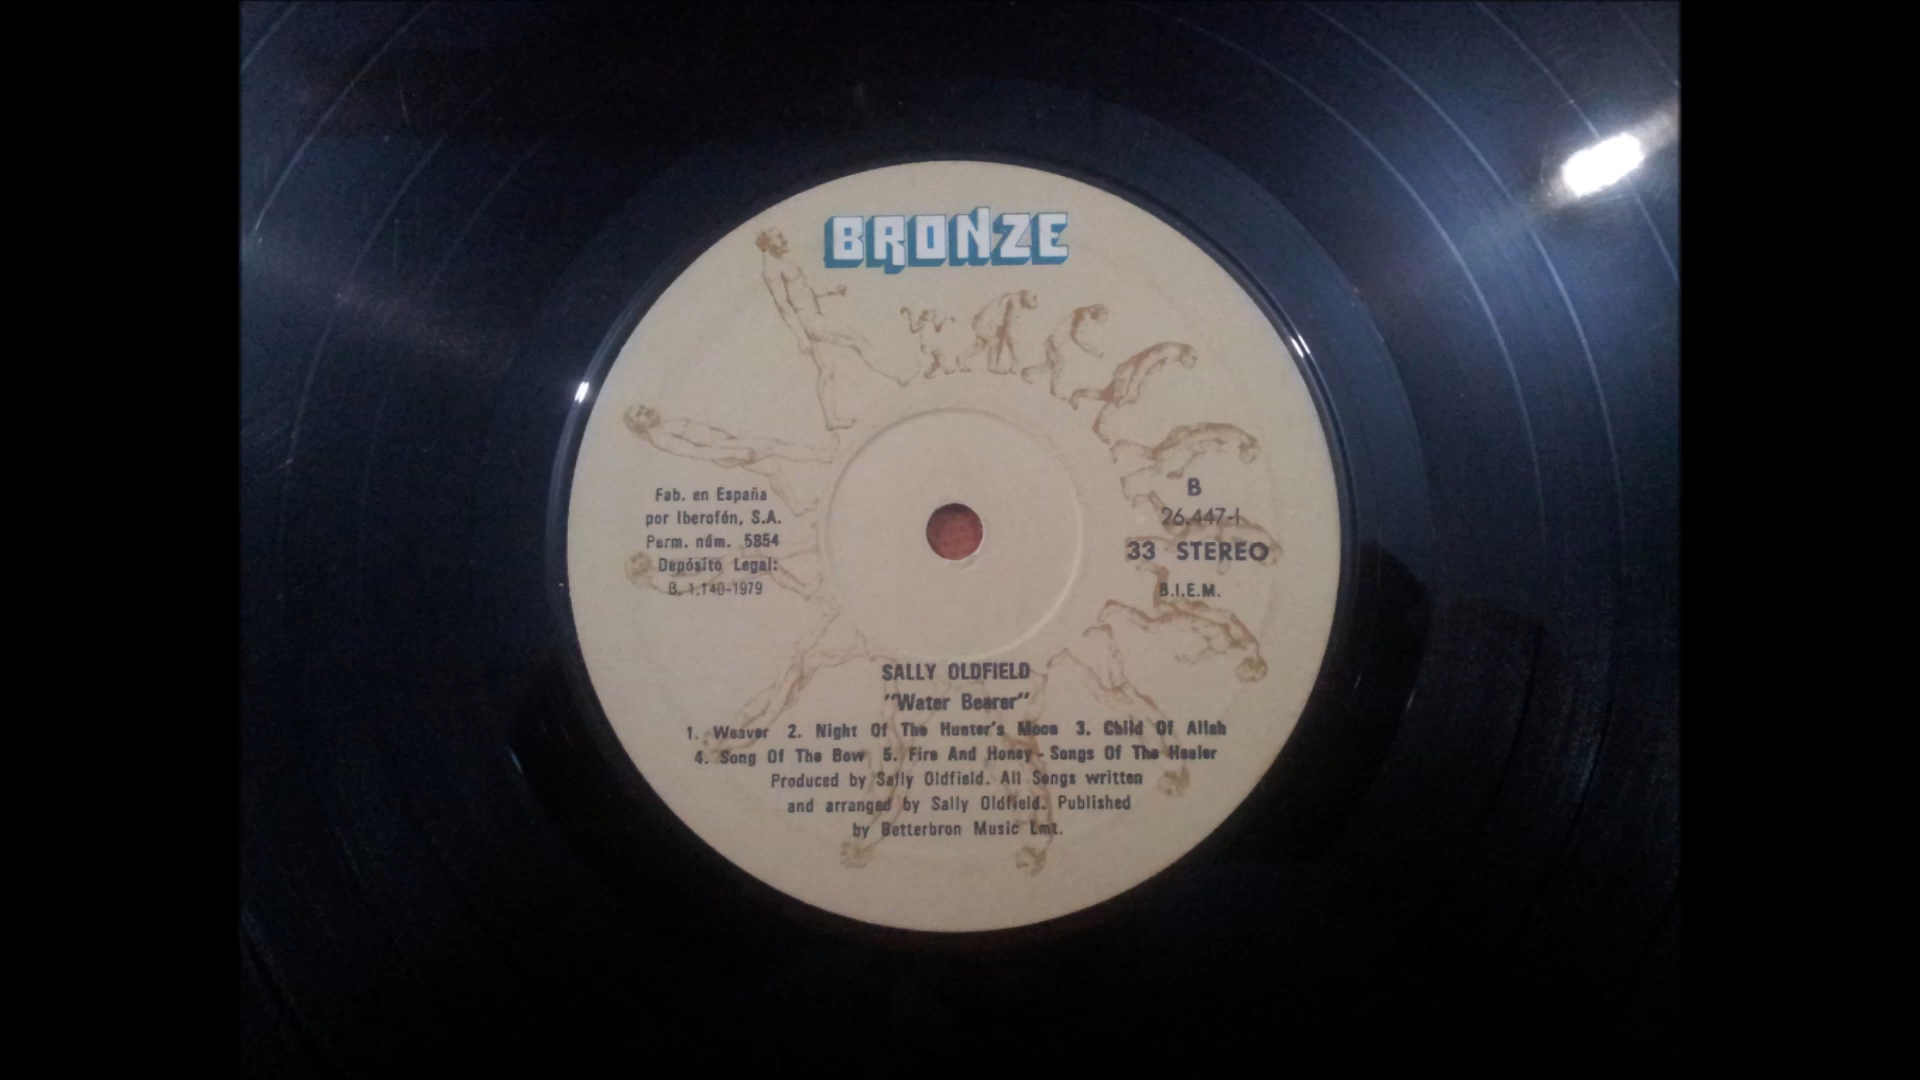 BRONZE
Fab. en España
por Iberofón, S.A.
Perm. núm. 5854
Depósito Legal:
B. 1.140-1979
B
26.447-I
33 STEREO
B.I.E.M.
SALLY OLDFIELD
"Water Bearer"
1. Weaver 2. Night Of The Hunter's Moon 3. Child Of Allah
4. Song Of The Bow 5. Fire And Honey - Songs Of The Healer
Produced by Sally Oldfield. All Songs written
and arranged by Sally Oldfield. Published
by Betterbron Music Lmt.